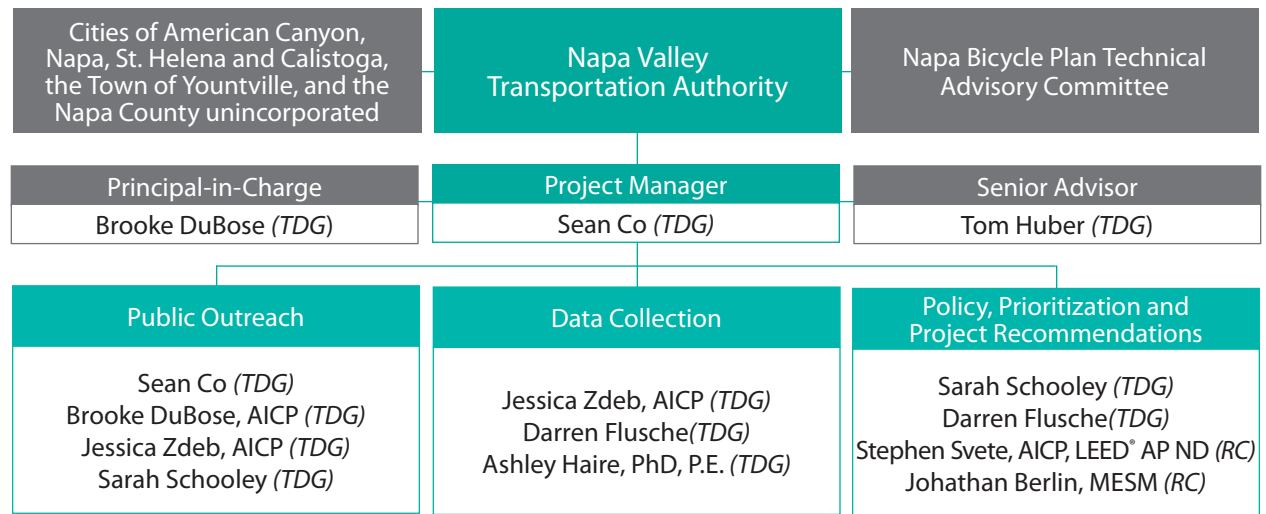 Cities of American Canyon,
Napa, St. Helena and Calistoga,
the Town of Yountville, and the
Napa County unincorporated
Napa Valley
Transportation Authority
Napa Bicycle Plan Technical
Advisory Committee
Principal-in-Charge
Brooke DuBose (TDG)
Project Manager
Sean Co (TDG)
Senior Advisor
Tom Huber (TDG)
Public Outreach
Sean Co (TDG)
Brooke DuBose, AICP (TDG)
Jessica Zdeb, AICP (TDG)
Sarah Schooley (TDG)
Data Collection
Jessica Zdeb, AICP (TDG)
Darren Flusche(TDG)
Ashley Haire, PhD, P.E. (TDG)
Policy, Prioritization and
Project Recommendations
Sarah Schooley (TDG)
Darren Flusche(TDG)
Stephen Svete, AICP, LEED® AP ND (RC)
Johathan Berlin, MESM (RC)